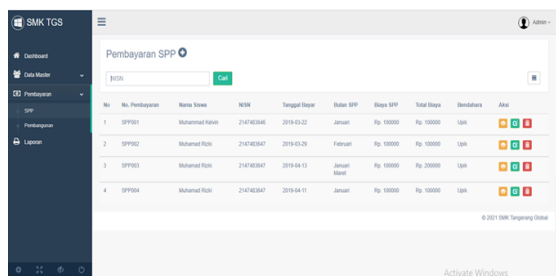 SMK TGS
Admin
Dashboard
Data Master
Pembayaran
SPP
Pembangunan
Laporan
Pembayaran SPP
NISN
Cari
No No. Pembayaran Nama Siswa NISN Tanggal Bayar Bulan SPP Biaya SPP Total Biaya Bendahara Aksi
1 SPP001 Muhammad Kelvin 2147483646 2019-03-22 Januari Rp. 100000 Rp. 100000 Upik
2 SPP002 Muhamad Rizki 2147483647 2019-03-29 Februari Rp. 100000 Rp. 100000 Upik
3 SPP003 Muhamad Rizki 2147483647 2019-04-13 Januari Rp. 100000 Rp. 200000 Upik
Maret
4 SPP004 Muhamad Rizki 2147483647 2019-04-11 Januari Rp. 100000 Rp. 100000 Upik
© 2021 SMK Tangerang Global
Activate Windows